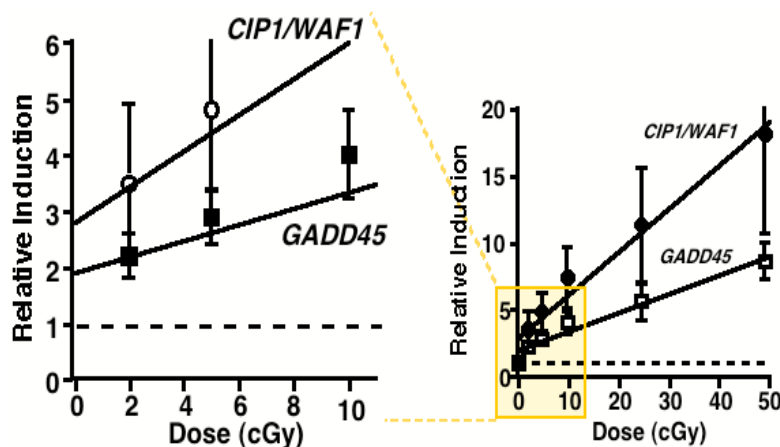 CIP1/WAF1
GADD45
Relative Induction
6
5
4
3
2
1
0
0 2 4 6 8 10
Dose (cGy)
CIP1/WAF1
GADD45
Relative Induction
20
15
10
5
0
0 10 20 30 40 50
Dose (cGy)